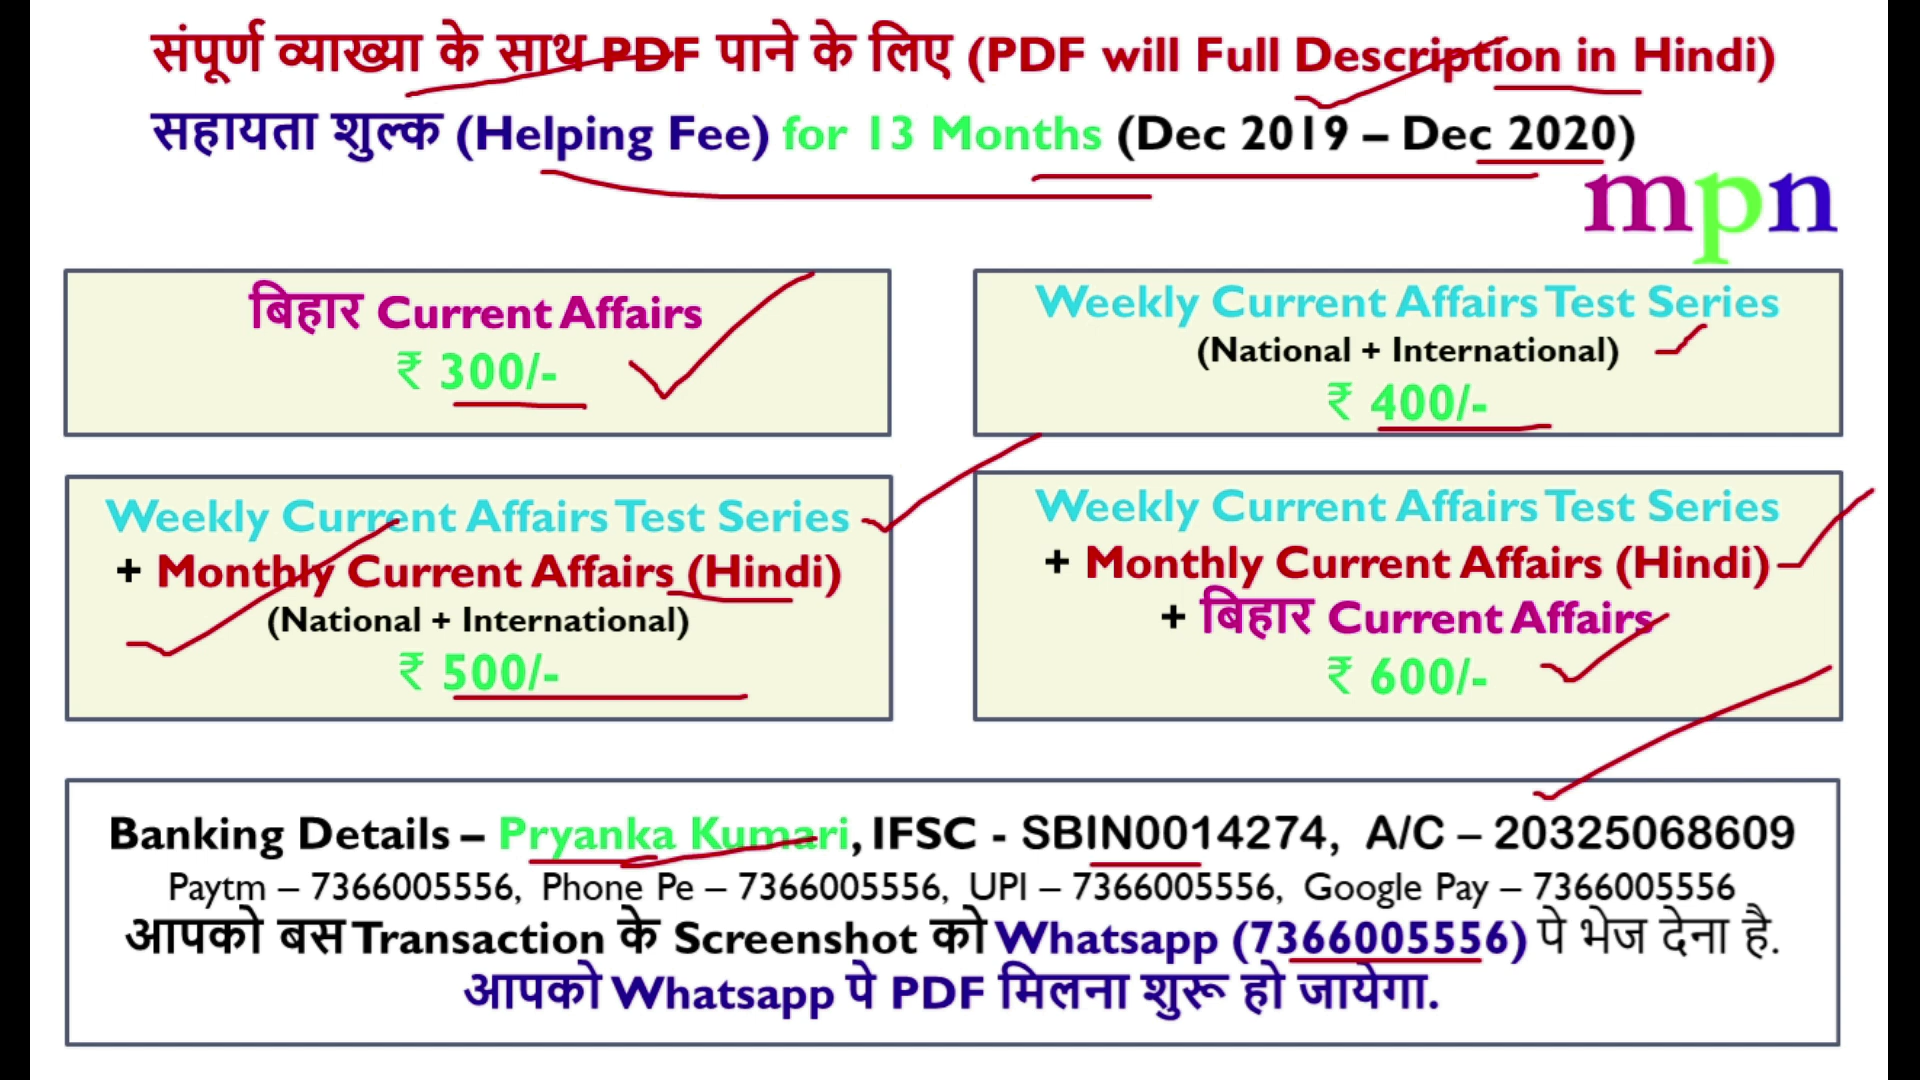 संपूर्ण व्याख्या के साथ PDF पाने के लिए (PDF will Full Description in Hindi)
सहायता शुल्क (Helping Fee) for 13 Months (Dec 2019 – Dec 2020)
mpn
बिहार Current Affairs
₹ 300/-
Weekly Current Affairs Test Series
(National + International)
₹ 400/-
Weekly Current Affairs Test Series
+ Monthly Current Affairs (Hindi)
(National + International)
₹ 500/-
Weekly Current Affairs Test Series
+ Monthly Current Affairs (Hindi)
+ बिहार Current Affairs
₹ 600/-
Banking Details – Pryanka Kumari, IFSC - SBIN0014274, A/C – 20325068609
Paytm – 7366005556, Phone Pe – 7366005556, UPI – 7366005556, Google Pay – 7366005556
आपको बस Transaction के Screenshot को Whatsapp (7366005556) पे भेज देना है.
आपको Whatsapp पे PDF मिलना शुरू हो जायेगा.